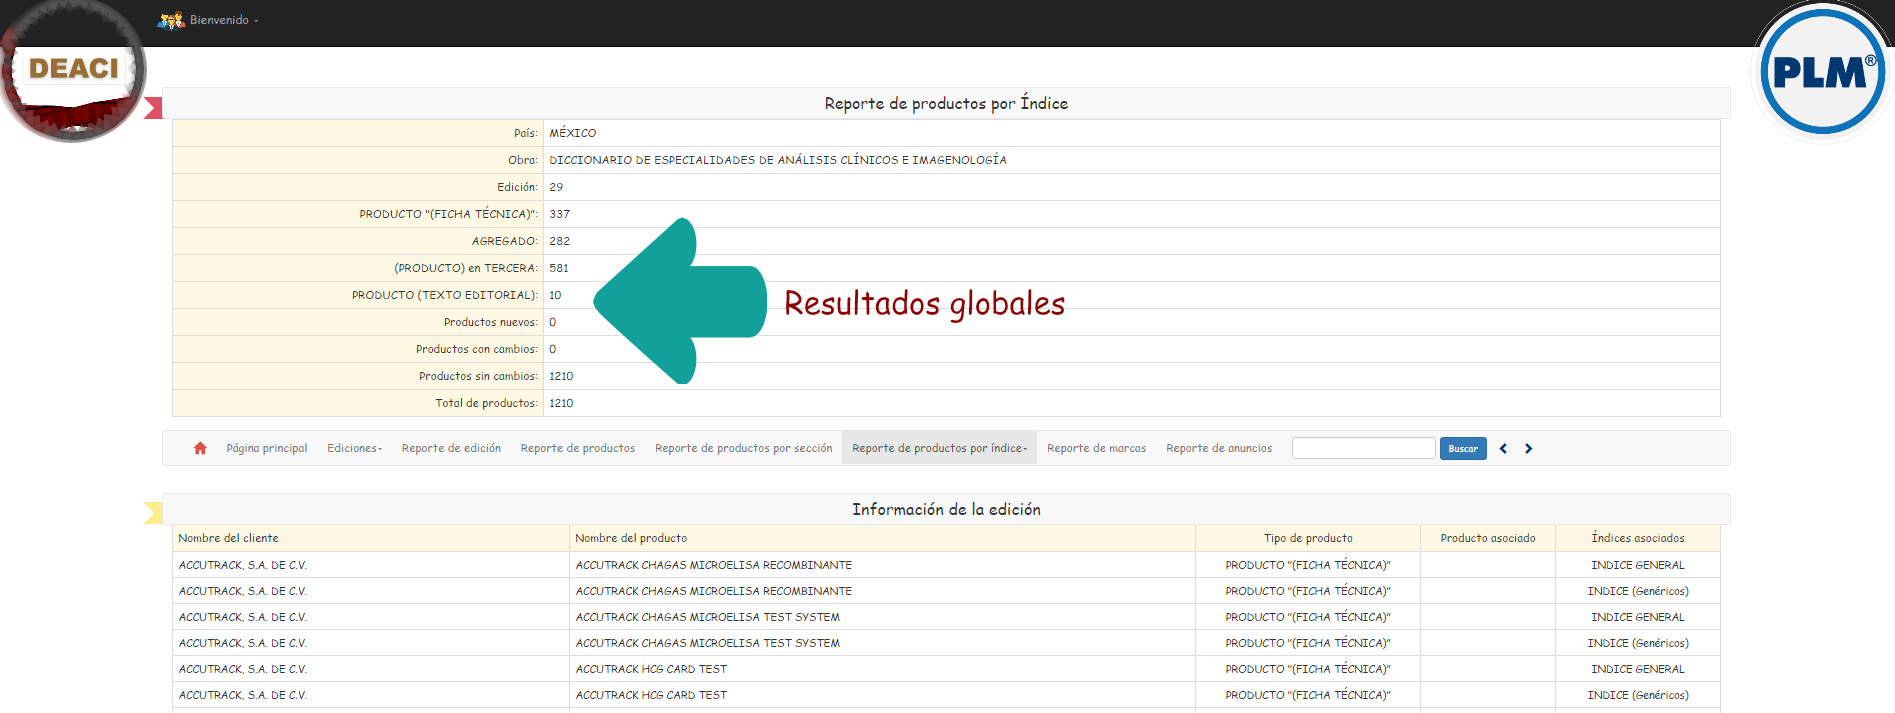 Bienvenido
DEACI
PLM®
Reporte de productos por Índice
País: MÉXICO
Obra: DICCIONARIO DE ESPECIALIDADES DE ANÁLISIS CLÍNICOS E IMAGENOLOGÍA
Edición: 29
PRODUCTO "(FICHA TÉCNICA)": 337
AGREGADO: 282
(PRODUCTO) en TERCERA: 581
PRODUCTO (TEXTO EDITORIAL): 10
Resultados globales
Productos nuevos: 0
Productos con cambios: 0
Productos sin cambios: 1210
Total de productos: 1210
Página principal Ediciones Reporte de edición Reporte de productos Reporte de productos por sección Reporte de productos por índice Reporte de marcas Reporte de anuncios Buscar
Información de la edición
Nombre del cliente Nombre del producto Tipo de producto Producto asociado Índices asociados
ACCUTRACK, S.A. DE C.V. ACCUTRACK CHAGAS MICROELISA RECOMBINANTE PRODUCTO "(FICHA TÉCNICA)" INDICE GENERAL
ACCUTRACK, S.A. DE C.V. ACCUTRACK CHAGAS MICROELISA RECOMBINANTE PRODUCTO "(FICHA TÉCNICA)" INDICE (Genéricos)
ACCUTRACK, S.A. DE C.V. ACCUTRACK CHAGAS MICROELISA TEST SYSTEM PRODUCTO "(FICHA TÉCNICA)" INDICE GENERAL
ACCUTRACK, S.A. DE C.V. ACCUTRACK CHAGAS MICROELISA TEST SYSTEM PRODUCTO "(FICHA TÉCNICA)" INDICE (Genéricos)
ACCUTRACK, S.A. DE C.V. ACCUTRACK HCG CARD TEST PRODUCTO "(FICHA TÉCNICA)" INDICE GENERAL
ACCUTRACK, S.A. DE C.V. ACCUTRACK HCG CARD TEST PRODUCTO "(FICHA TÉCNICA)" INDICE (Genéricos)